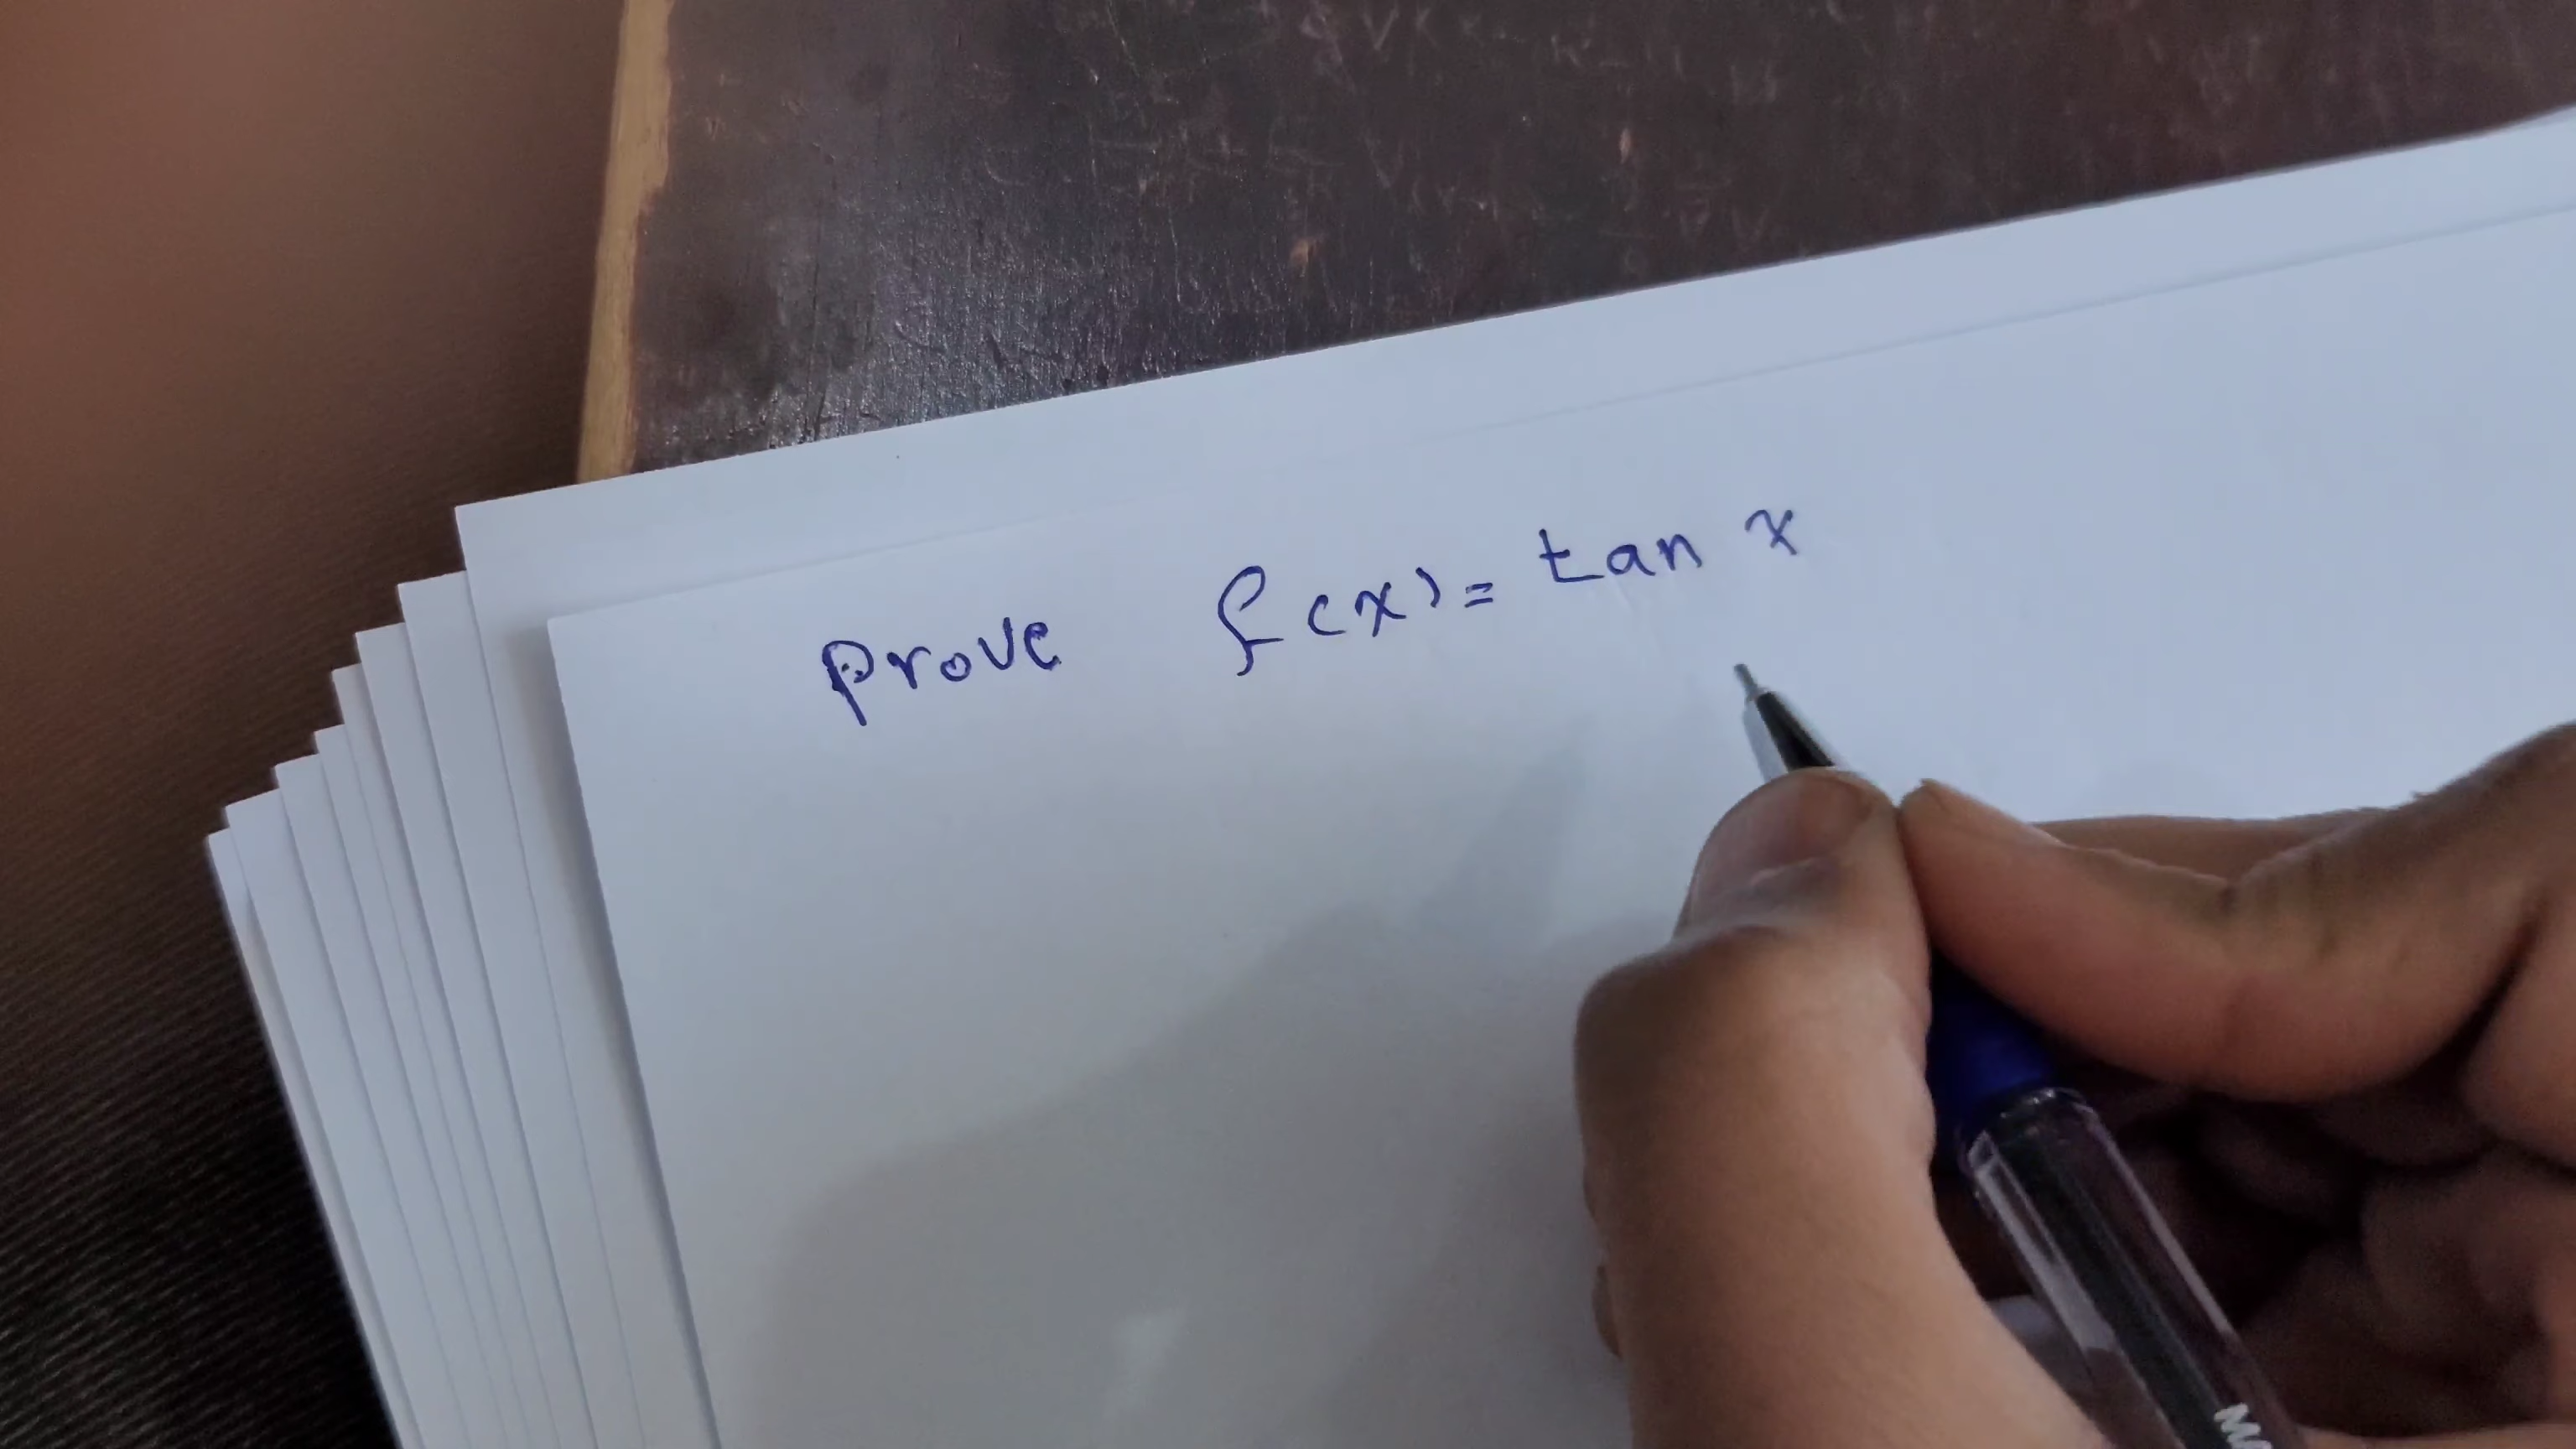 prove f(x) = tan x